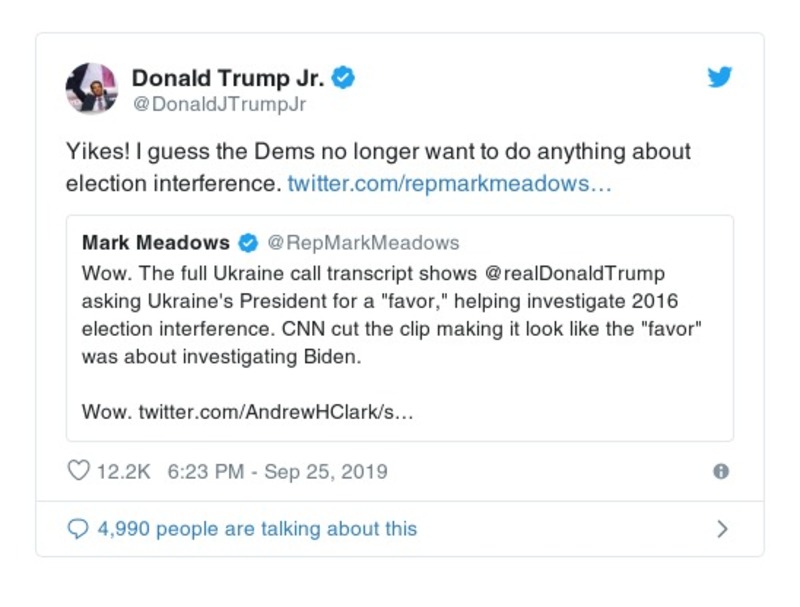 Donald Trump Jr.
@DonaldJTrumpJr
Yikes! I guess the Dems no longer want to do anything about
election interference. twitter.com/repmarkmeadows…
Mark Meadows @RepMarkMeadows
Wow. The full Ukraine call transcript shows @realDonaldTrump
asking Ukraine's President for a "favor," helping investigate 2016
election interference. CNN cut the clip making it look like the "favor"
was about investigating Biden.
Wow. twitter.com/AndrewHClark/s…
12.2K 6:23 PM - Sep 25, 2019
4,990 people are talking about this